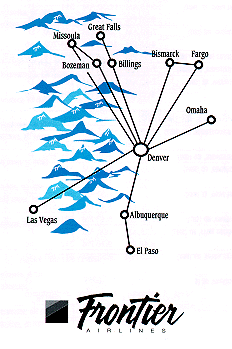 Great Falls
Missoula
Bismarck
Fargo
Bozeman
Billings
Omaha
Denver
Las Vegas
Albuquerque
El Paso
Frontier
AIRLINES